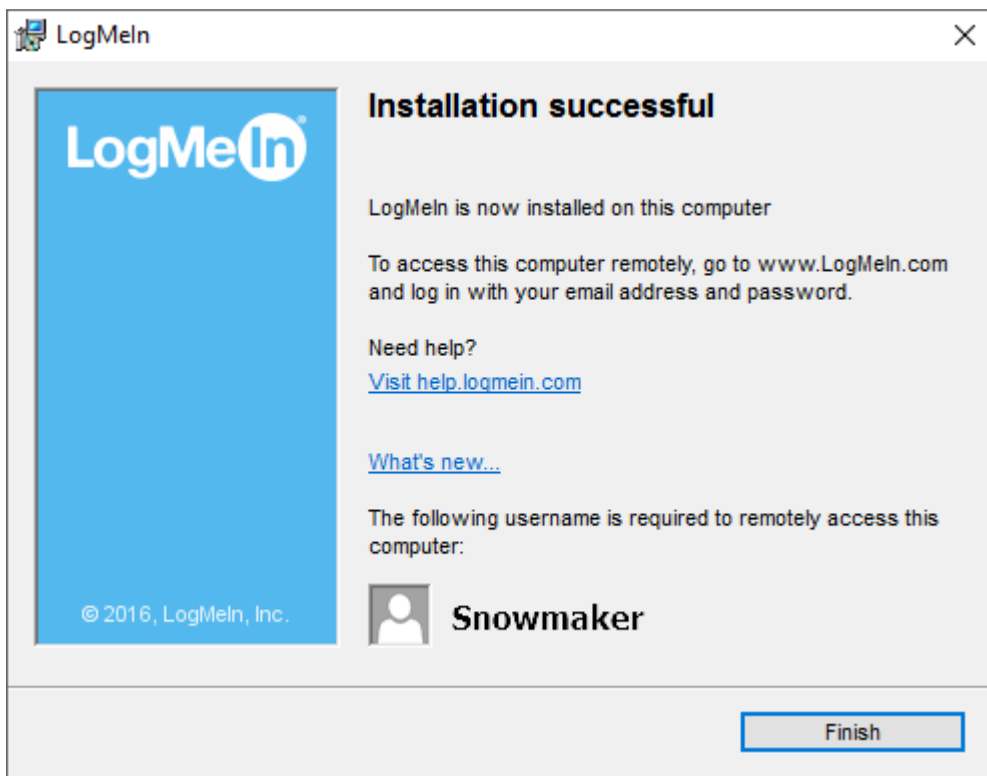 LogMeIn
LogMeIn®
Installation successful
LogMeIn is now installed on this computer
To access this computer remotely, go to www.LogMeIn.com
and log in with your email address and password.
Need help?
Visit help.logmein.com
What's new...
The following username is required to remotely access this
computer:
Snowmaker
© 2016, LogMeIn, Inc.
Finish